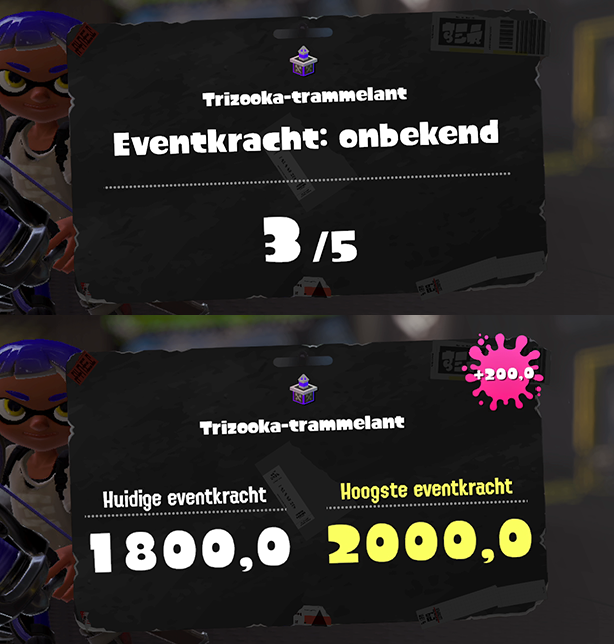 Trizooka-trammelant
Eventkracht: onbekend
3 /5
+200,0
Trizooka-trammelant
Huidige eventkracht
1800,0
Hoogste eventkracht
2000,0